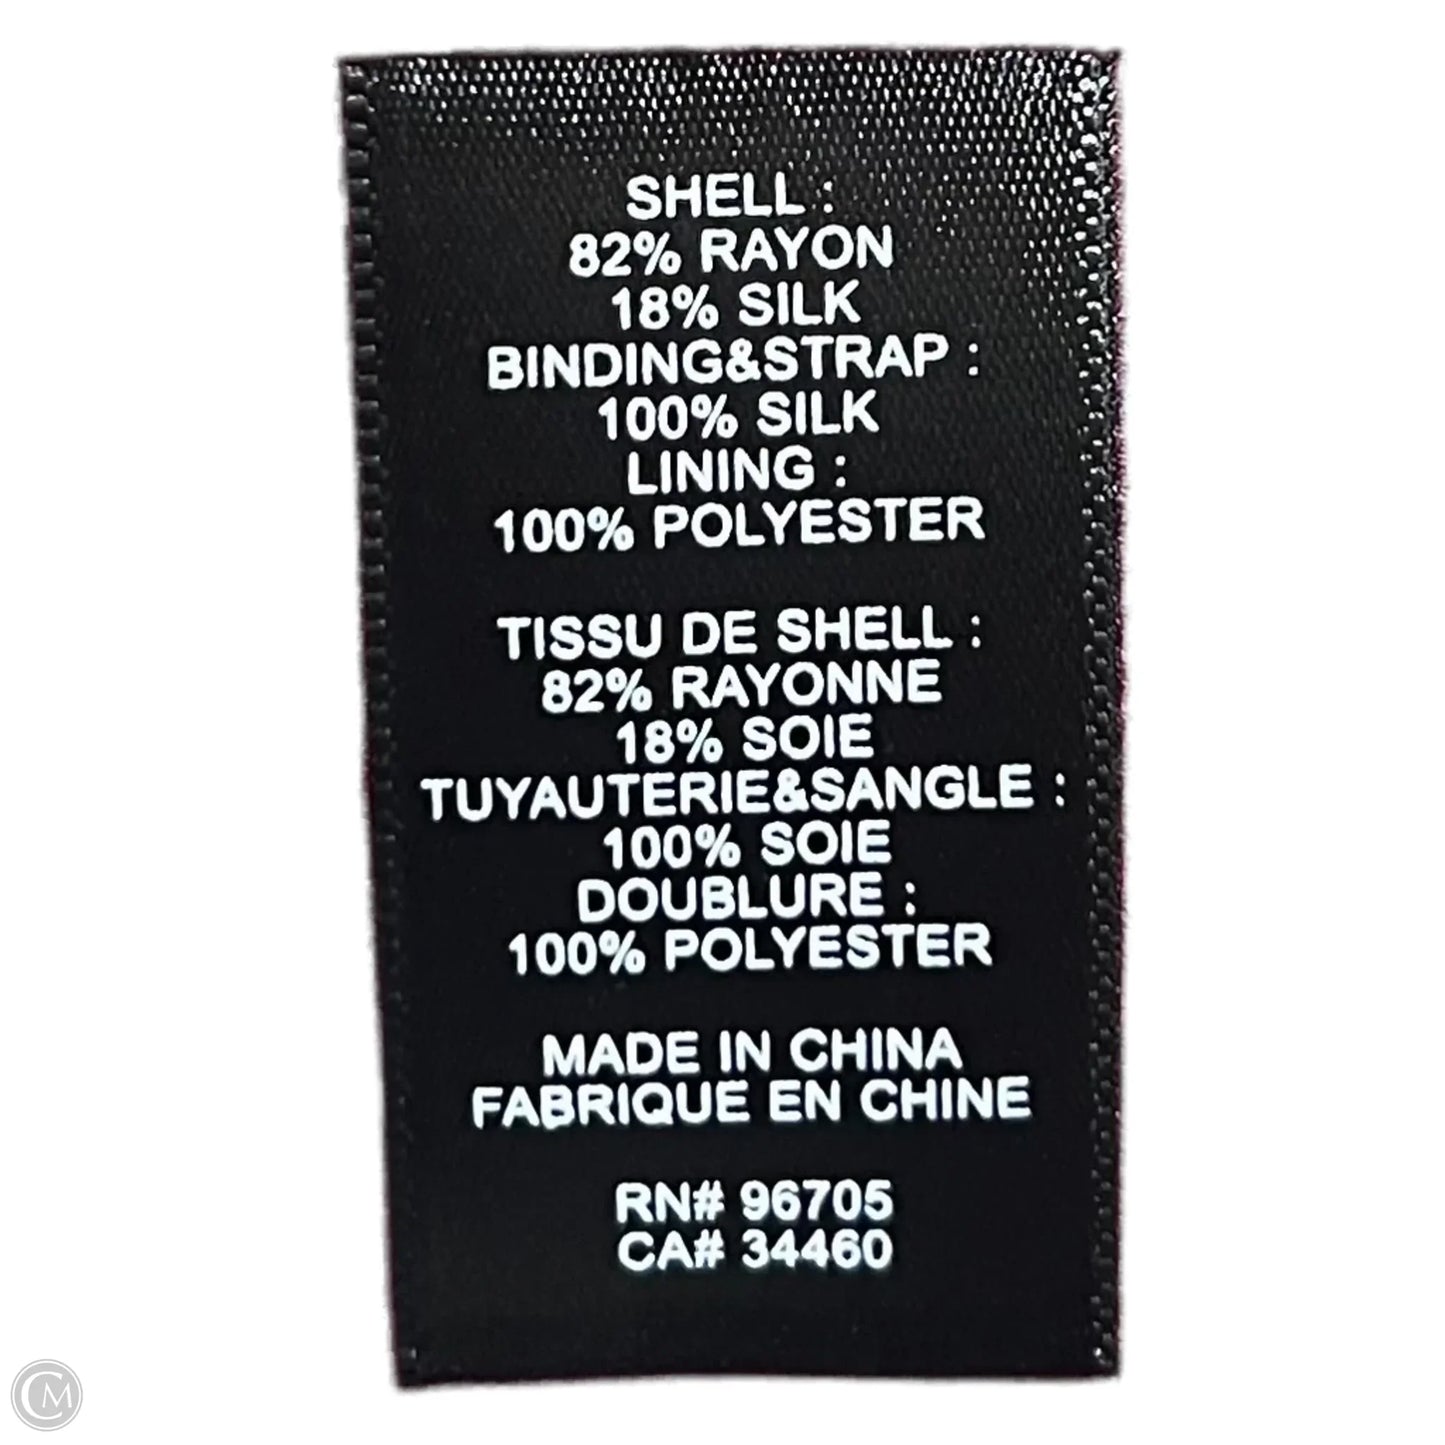 SHELL :
82% RAYON
18% SILK
BINDING&STRAP :
100% SILK
LINING :
100% POLYESTER
TISSU DE SHELL :
82% RAYONNE
18% SOIE
TUYAUTERIE&SANGLE :
100% SOIE
DOUBLURE :
100% POLYESTER
MADE IN CHINA
FABRIQUE EN CHINE
RN# 96705
CA# 34460
CM